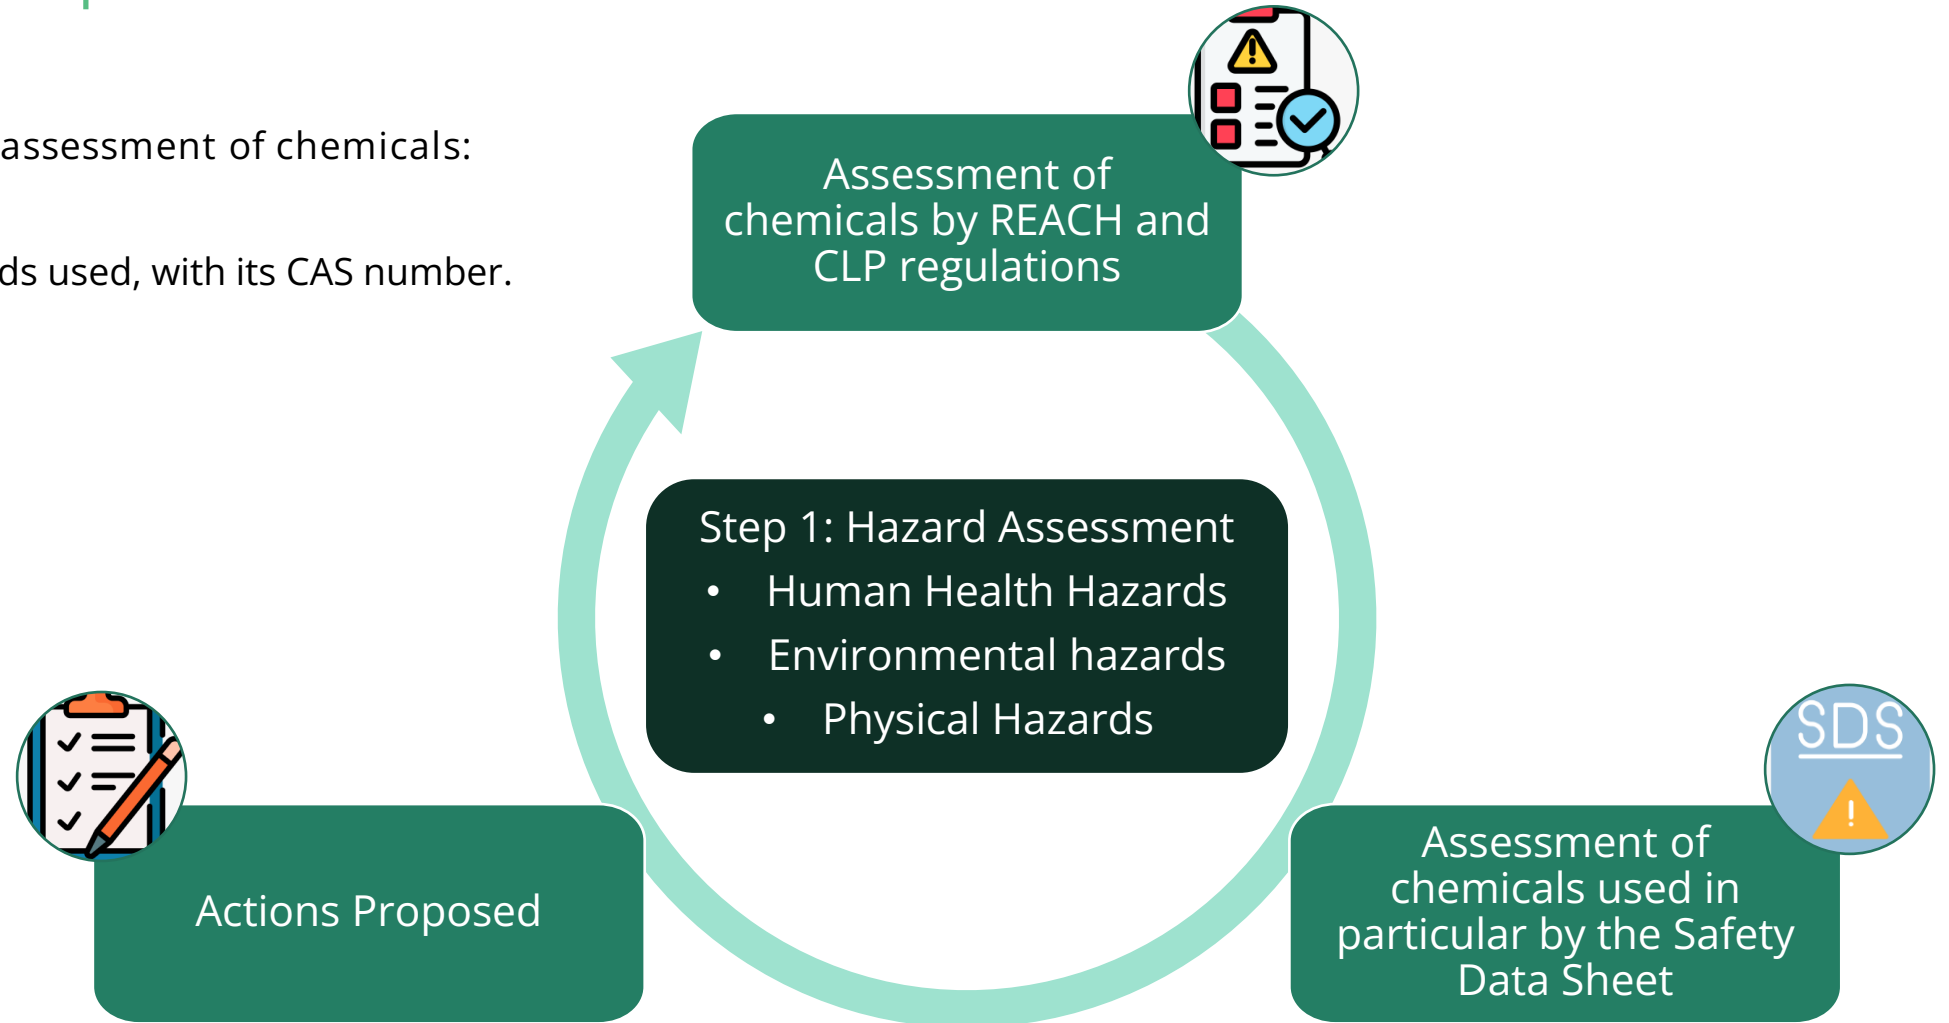 assessment of chemicals:
used, with its CAS number.
Assessment of
chemicals by REACH and
CLP regulations
Step 1: Hazard Assessment
• Human Health Hazards
• Environmental hazards
• Physical Hazards
SDS
Actions Proposed
Assessment of
chemicals used in
particular by the Safety
Data Sheet